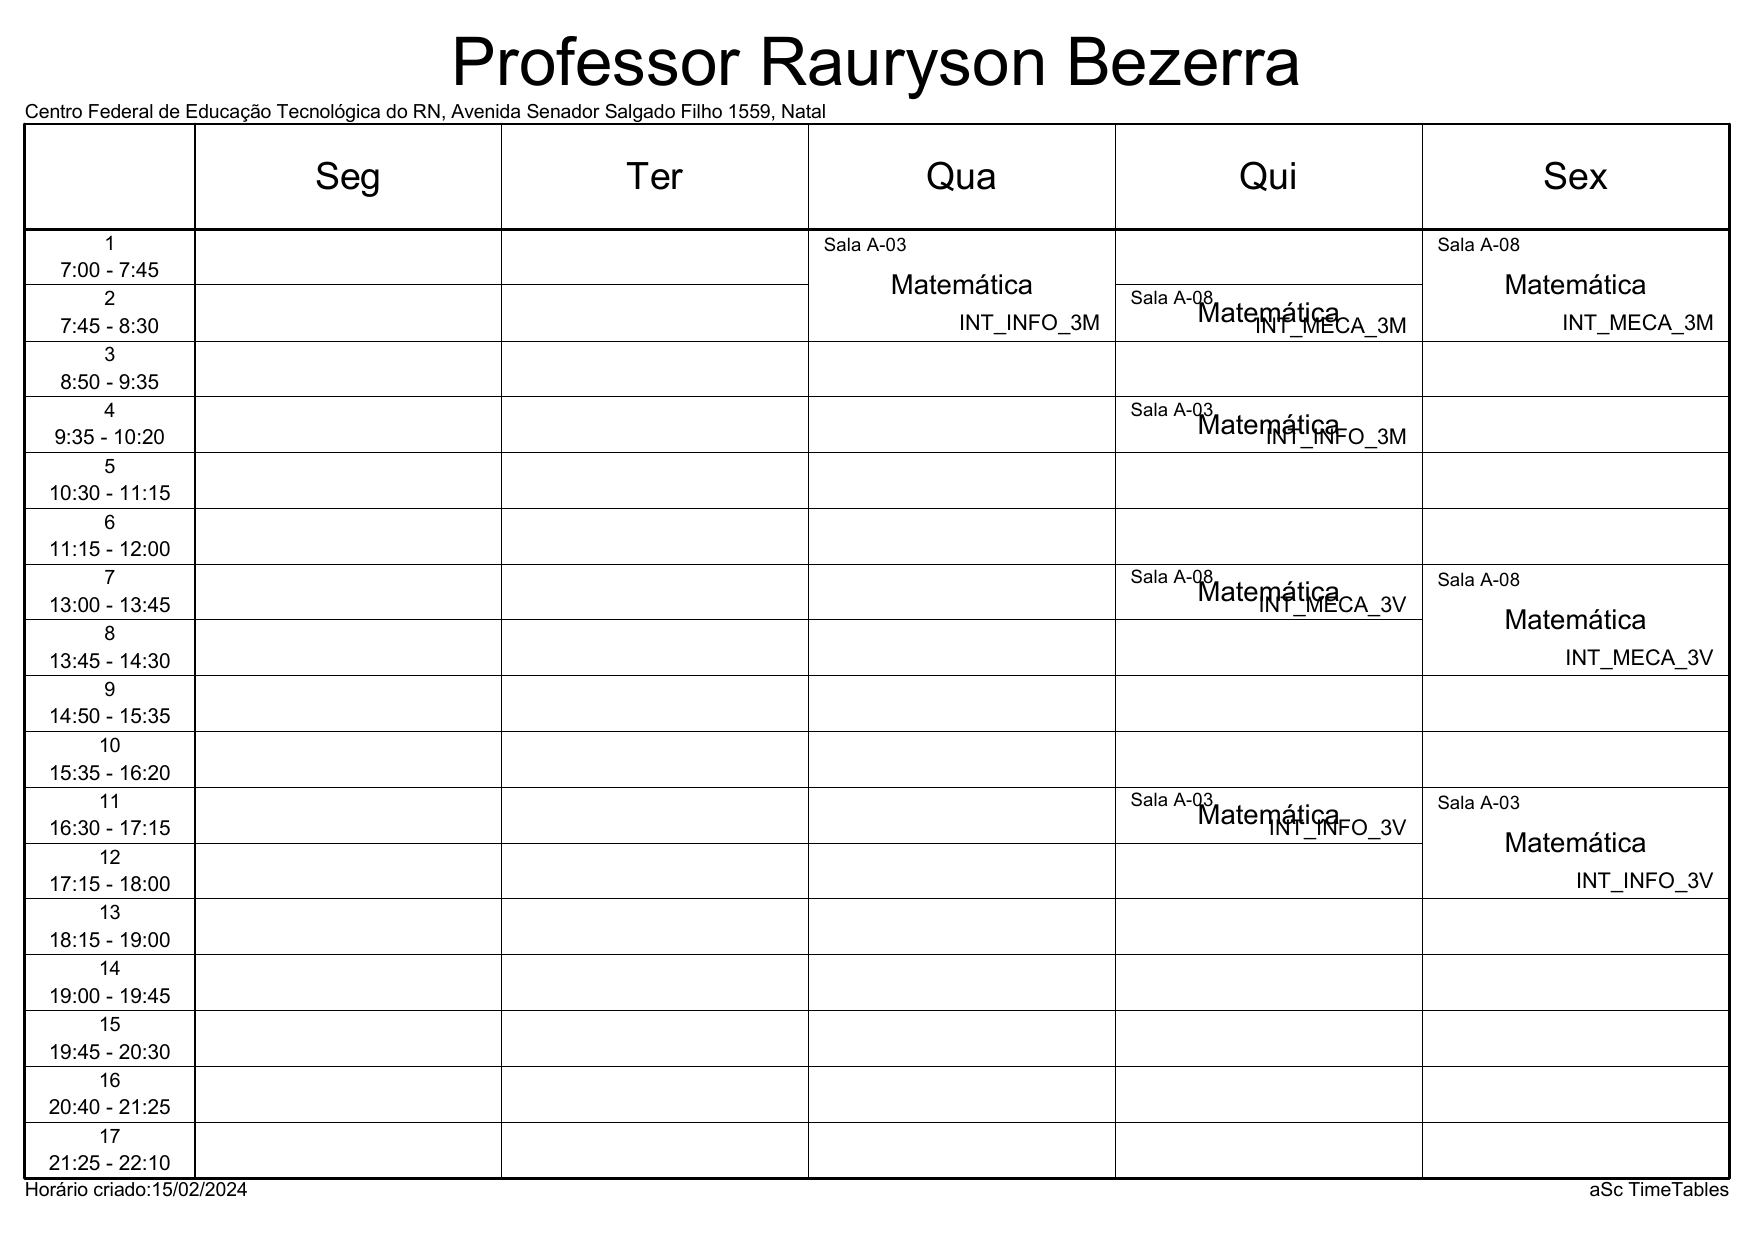 Professor Rauryson Bezerra
Centro Federal de Educação Tecnológica do RN, Avenida Senador Salgado Filho 1559, Natal
Seg Ter Qua Qui Sex
1
7:00 - 7:45
Sala A-03
Matemática
INT_INFO_3M
Sala A-08
Matemática
INT_MECA_3M
2
7:45 - 8:30
Sala A-08
Matemática
INT_MECA_3M
3
8:50 - 9:35
4
9:35 - 10:20
Sala A-03
Matemática
INT_INFO_3M
5
10:30 - 11:15
6
11:15 - 12:00
7
13:00 - 13:45
Sala A-08
Matemática
INT_MECA_3V
Sala A-08
Matemática
INT_MECA_3V
8
13:45 - 14:30
9
14:50 - 15:35
10
15:35 - 16:20
11
16:30 - 17:15
Sala A-03
Matemática
INT_INFO_3V
Sala A-03
Matemática
INT_INFO_3V
12
17:15 - 18:00
13
18:15 - 19:00
14
19:00 - 19:45
15
19:45 - 20:30
16
20:40 - 21:25
17
21:25 - 22:10
Horário criado:15/02/2024
aSc TimeTables